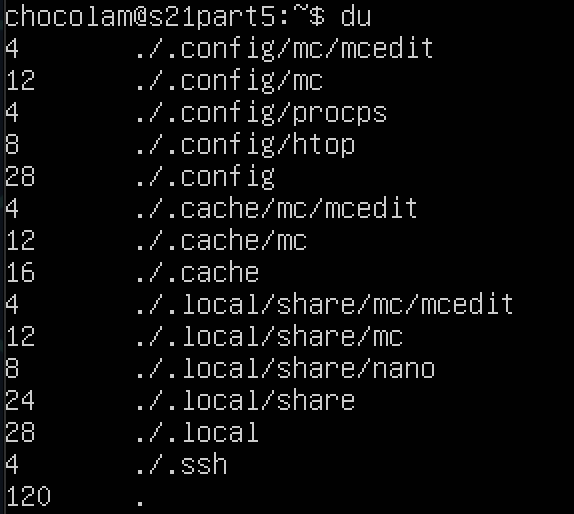 chocolam@s21part5:~$ du
4 ./.config/mc/mcedit
12 ./.config/mc
4 ./.config/procps
8 ./.config/htop
28 ./.config
4 ./.cache/mc/mcedit
12 ./.cache/mc
16 ./.cache
4 ./.local/share/mc/mcedit
12 ./.local/share/mc
8 ./.local/share/nano
24 ./.local/share
28 ./.local
4 ./.ssh
120 .